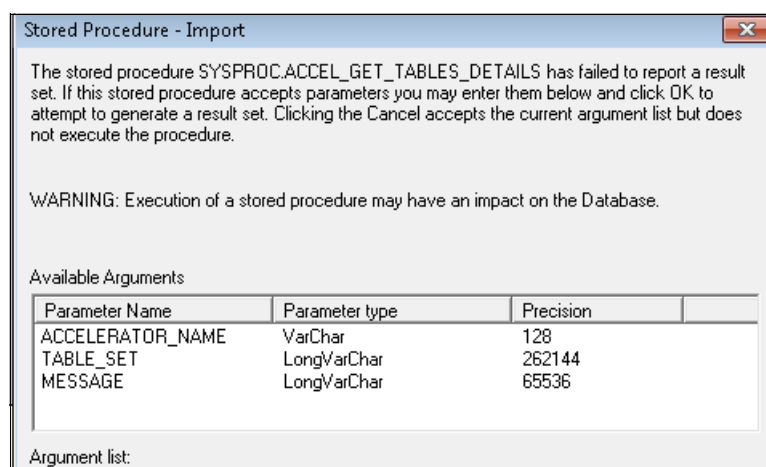 Stored Procedure - Import
The stored procedure SYSPROC.ACCEL_GET_TABLES_DETAILS has failed to report a result
set. If this stored procedure accepts parameters you may enter them below and click OK to
attempt to generate a result set. Clicking the Cancel accepts the current argument list but does
not execute the procedure.
WARNING: Execution of a stored procedure may have an impact on the Database.
Available Arguments
Parameter Name Parameter type Precision
ACCELERATOR_NAME VarChar 128
TABLE_SET LongVarChar 262144
MESSAGE LongVarChar 65536
Argument list: